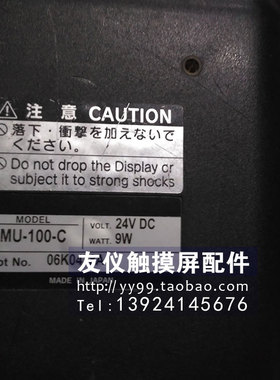 ⚠ 注意 CAUTION
落下・衝撃を加えないで
ください。
Do not drop the Display or
subject it to strong shocks
MODEL
MU-100-C
VOLT. 24V DC
WATT. 9W
ot No. 06K04
MADE IN JAPAN
友仪触摸屏配件
http://yy99.taobao.com
Tel: 13924145676